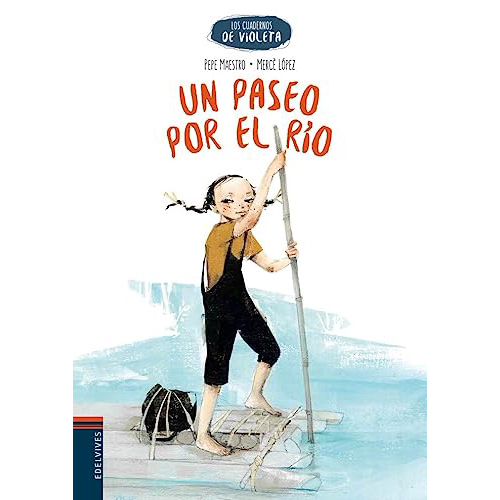 LOS CUADERNOS
DE VIOLETA
PEPE MAESTRO • MERCÈ LÓPEZ
UN PASEO
POR EL RÍO
EDELVIVES